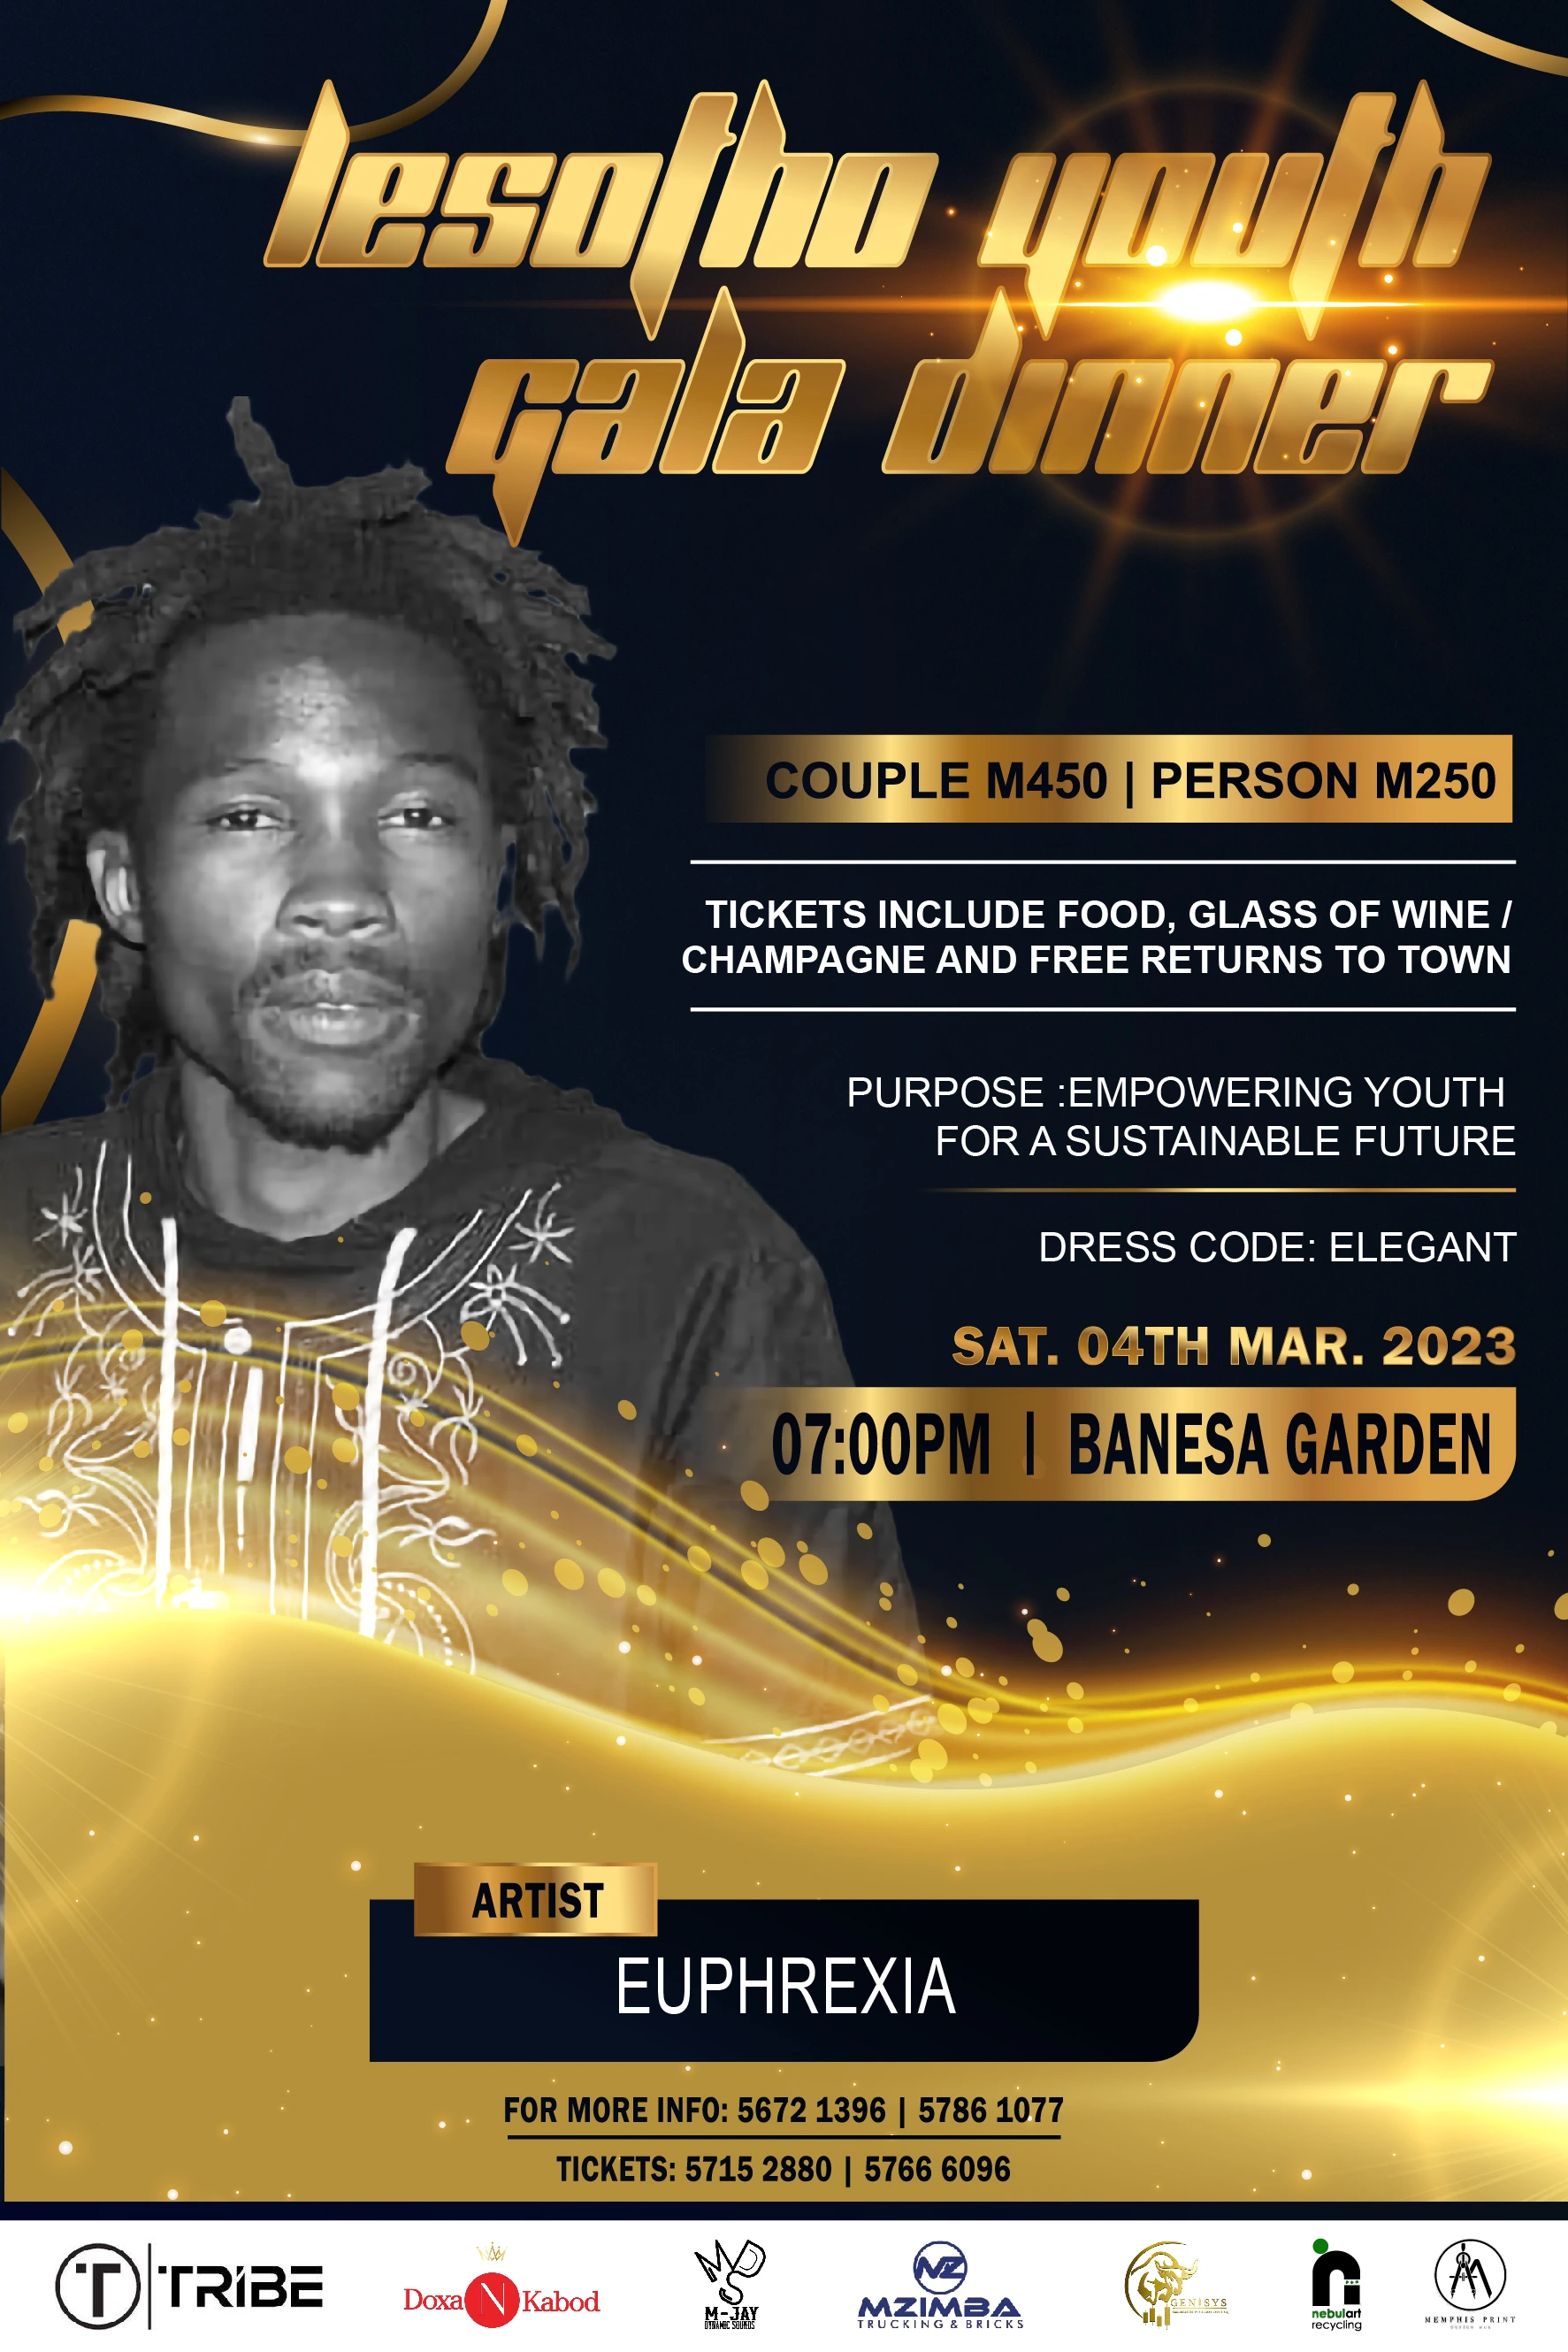 lesotho youth
gala dinner
COUPLE M450 | PERSON M250
TICKETS INCLUDE FOOD, GLASS OF WINE /
CHAMPAGNE AND FREE RETURNS TO TOWN
PURPOSE :EMPOWERING YOUTH
FOR A SUSTAINABLE FUTURE
DRESS CODE: ELEGANT
SAT. 04TH MAR. 2023
07:00PM | BANESA GARDEN
ARTIST
EUPHREXIA
FOR MORE INFO: 5672 1396 | 5786 1077
TICKETS: 5715 2880 | 5766 6096
T TRIBE
Doxa N Kabod
M-JAY
DYNAMIC SOUNDS
MZ
MZIMBA
TRUCKING & BRICKS
GENISYS
n
nebulart
recycling
MEMPHIS PRINT